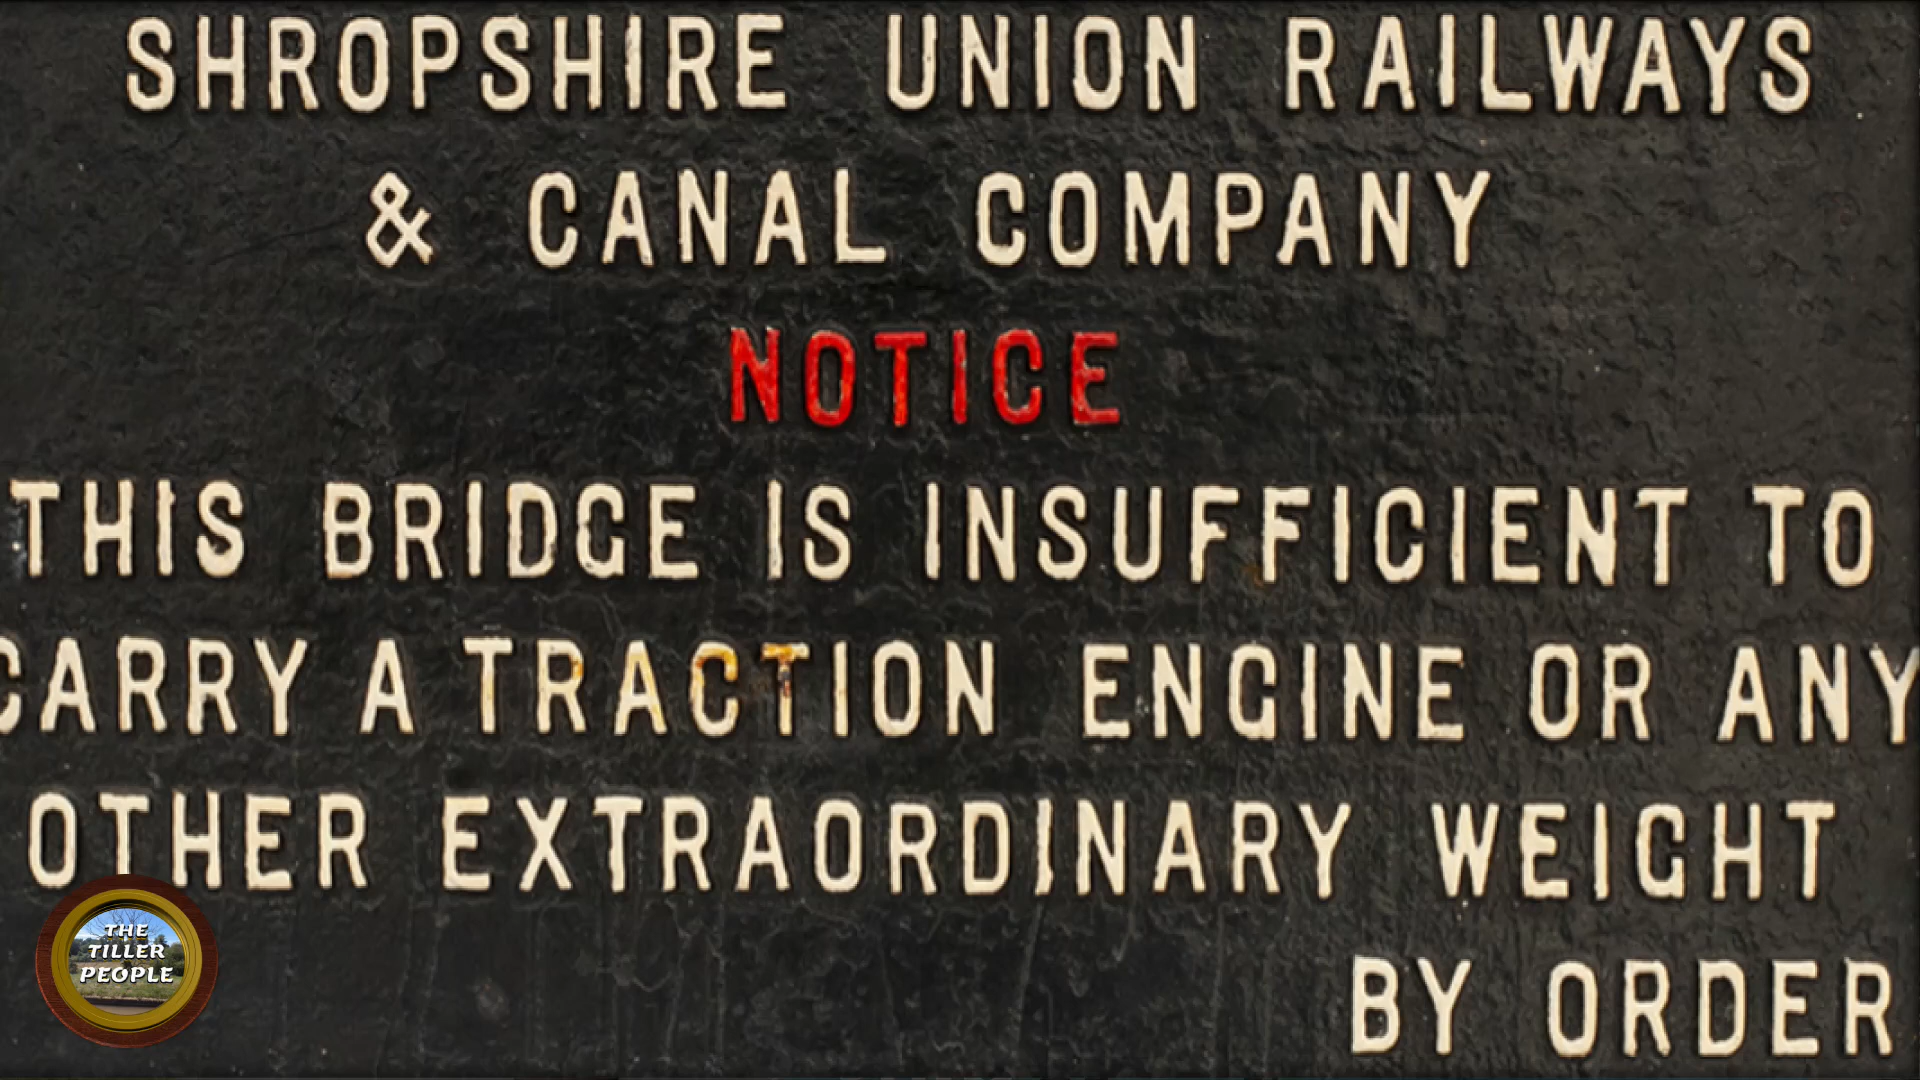 SHROPSHIRE UNION RAILWAYS
& CANAL COMPANY
NOTICE
THIS BRIDGE IS INSUFFICIENT TO
CARRY A TRACTION ENGINE OR ANY
OTHER EXTRAORDINARY WEIGHT
BY ORDER
THE
TILLER
PEOPLE